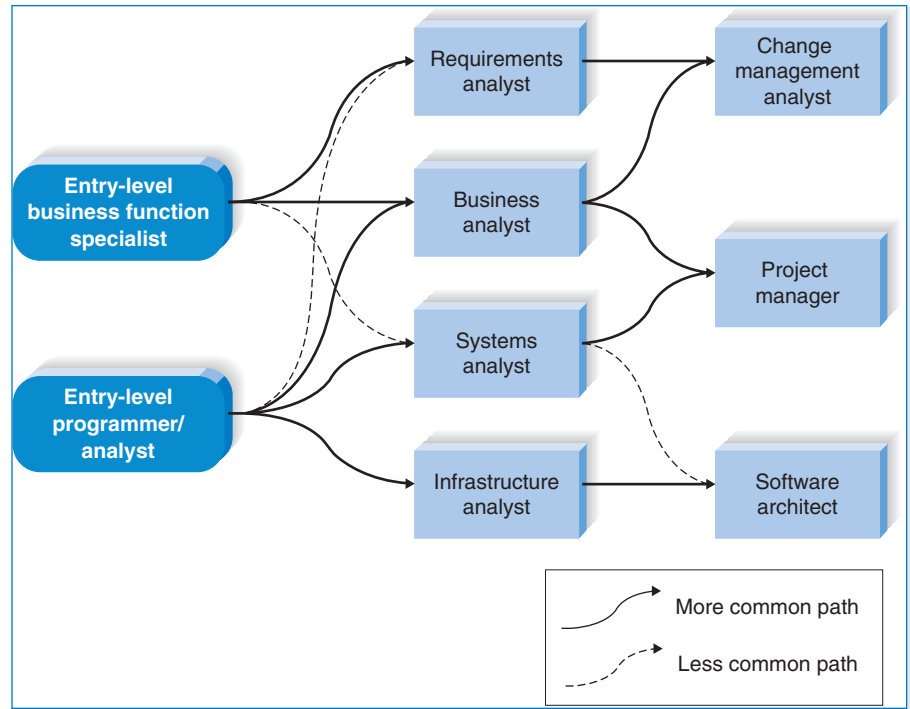 Entry-level
business function
specialist
Entry-level
programmer/
analyst
Requirements
analyst
Business
analyst
Systems
analyst
Infrastructure
analyst
Change
management
analyst
Project
manager
Software
architect
More common path
Less common path